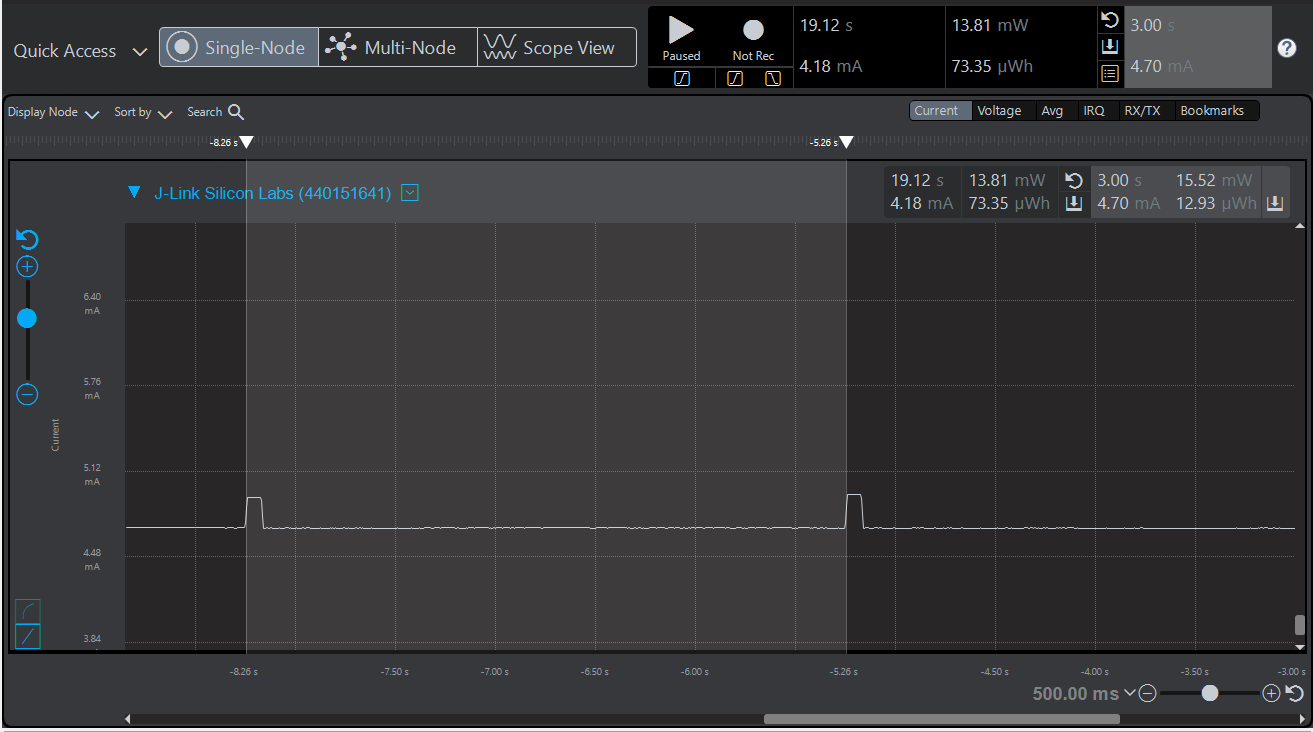 Quick Access
Single-Node
Multi-Node
Scope View
Paused
Not Rec
19.12 s
4.18 mA
13.81 mW
73.35 µWh
3.00 s
4.70 mA
?
Display Node
Sort by
Search
Current
Voltage
Avg
IRQ
RX/TX
Bookmarks
-8.26 s
-5.26 s
J-Link Silicon Labs (440151641)
19.12 s 13.81 mW 3.00 s 15.52 mW
4.18 mA 73.35 µWh 4.70 mA 12.93 µWh
6.40
mA
5.76
mA
Current
5.12
mA
4.48
mA
3.84
-8.26 s -7.50 s -7.00 s -6.50 s -6.00 s -5.26 s -4.50 s -4.00 s -3.50 s -3.00 s
500.00 ms